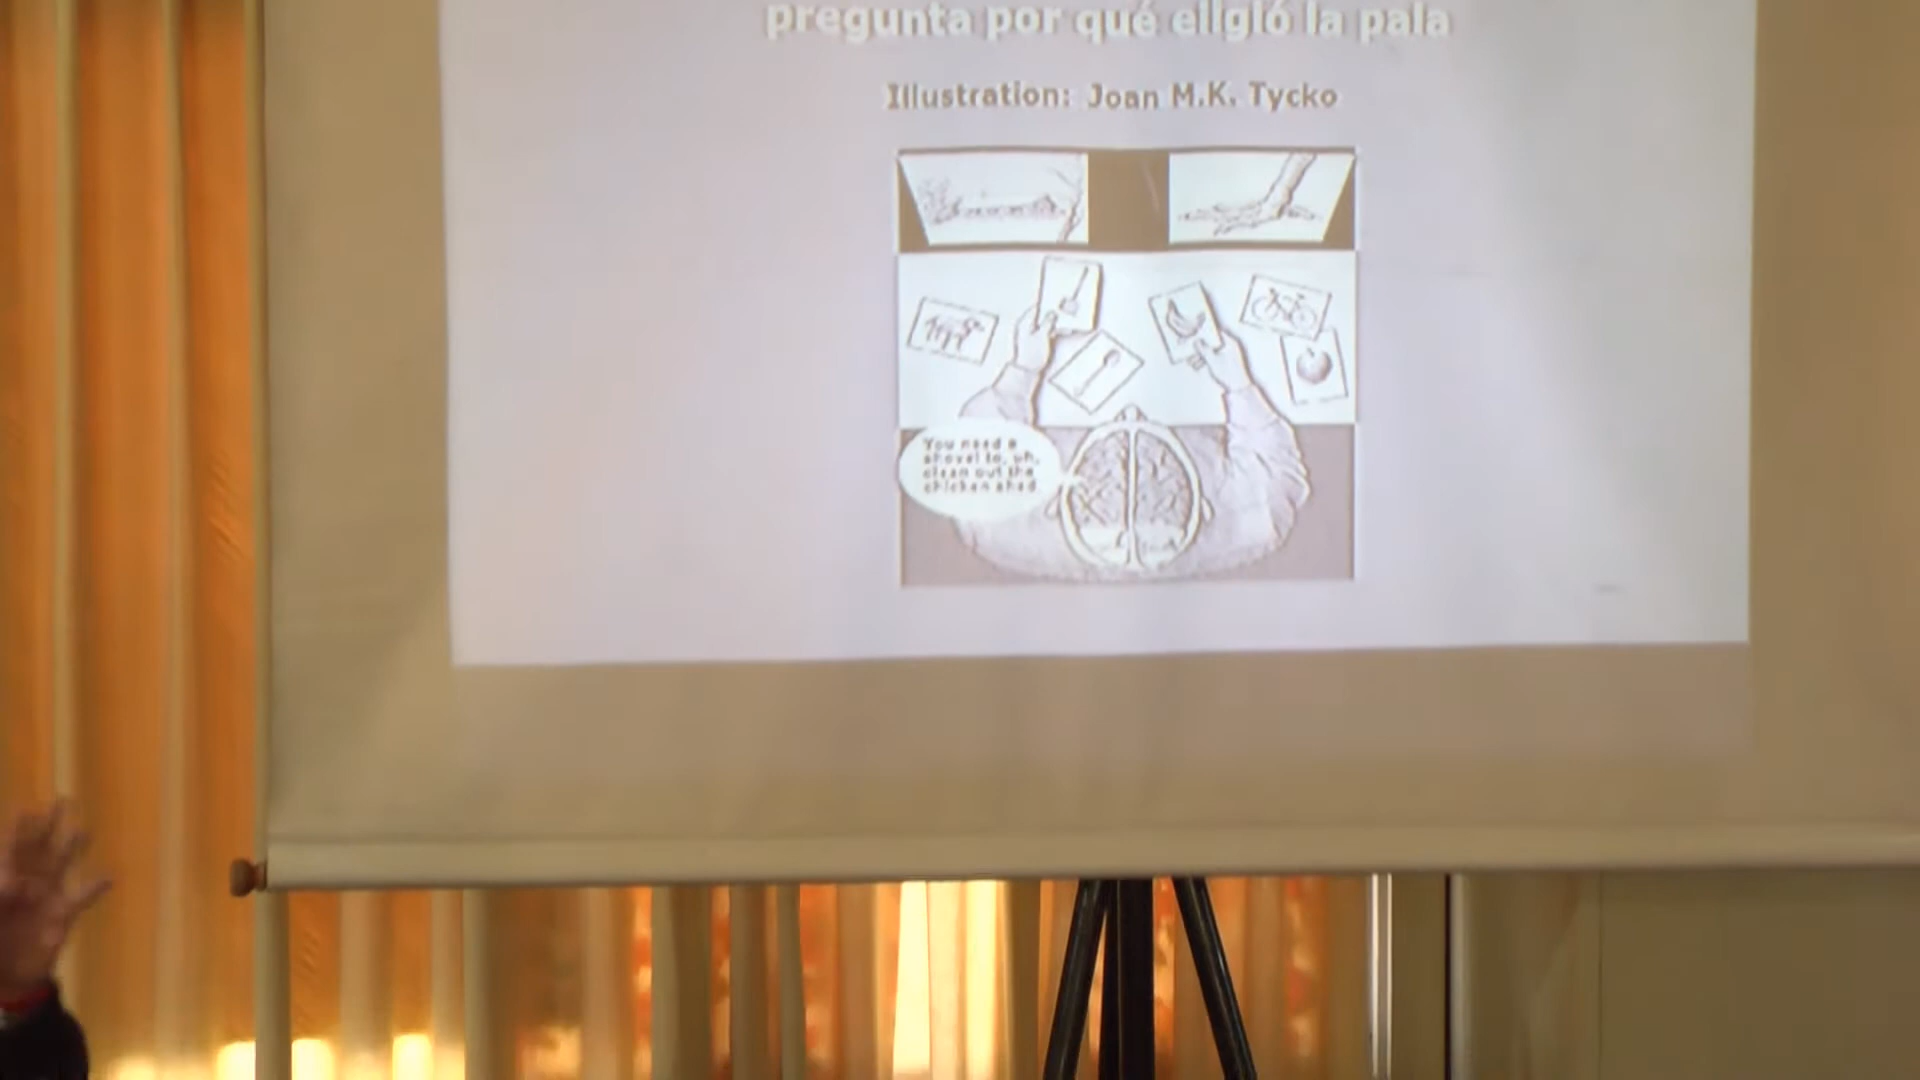 pregunta por qué eligió la pala
Illustration: Joan M.K. Tycko
You need a
shovel to, uh,
clean out the
chicken shed